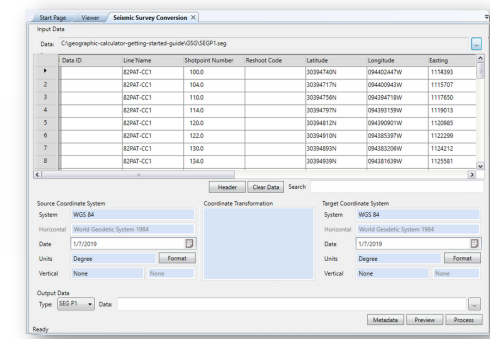 Start Page Viewer Seismic Survey Conversion ×
Input Data
Data: C:\geographic-calculator-getting-started-guide\GSG\SEGP1.seg ...
Data ID Line Name Shotpoint Number Reshoot Code Latitude Longitude Easting
82PAT-CC1 100.0 30394740N 094402447W 1114393
2 82PAT-CC1 104.0 30394717N 094400943W 1115707
3 82PAT-CC1 110.0 30394756N 094394718W 1117650
4 82PAT-CC1 114.0 30394797N 094393159W 1119013
5 82PAT-CC1 120.0 30394812N 094390901W 1120985
6 82PAT-CC1 122.0 30394910N 094385397W 1122299
7 82PAT-CC1 130.0 30394893N 094383206W 1124212
8 82PAT-CC1 134.0 30394939N 094381639W 1125581
Header Clear Data Search
Source Coordinate System Coordinate Transformation Target Coordinate System
System WGS 84 System WGS 84
Horizontal World Geodetic System 1984 Horizontal World Geodetic System 1984
Date 1/7/2019 Date 1/7/2019
Units Degree Format Units Degree Format
Vertical None None Vertical None None
Output Data
Type: SEG P1 Data: ...
Metadata Preview Process
Ready